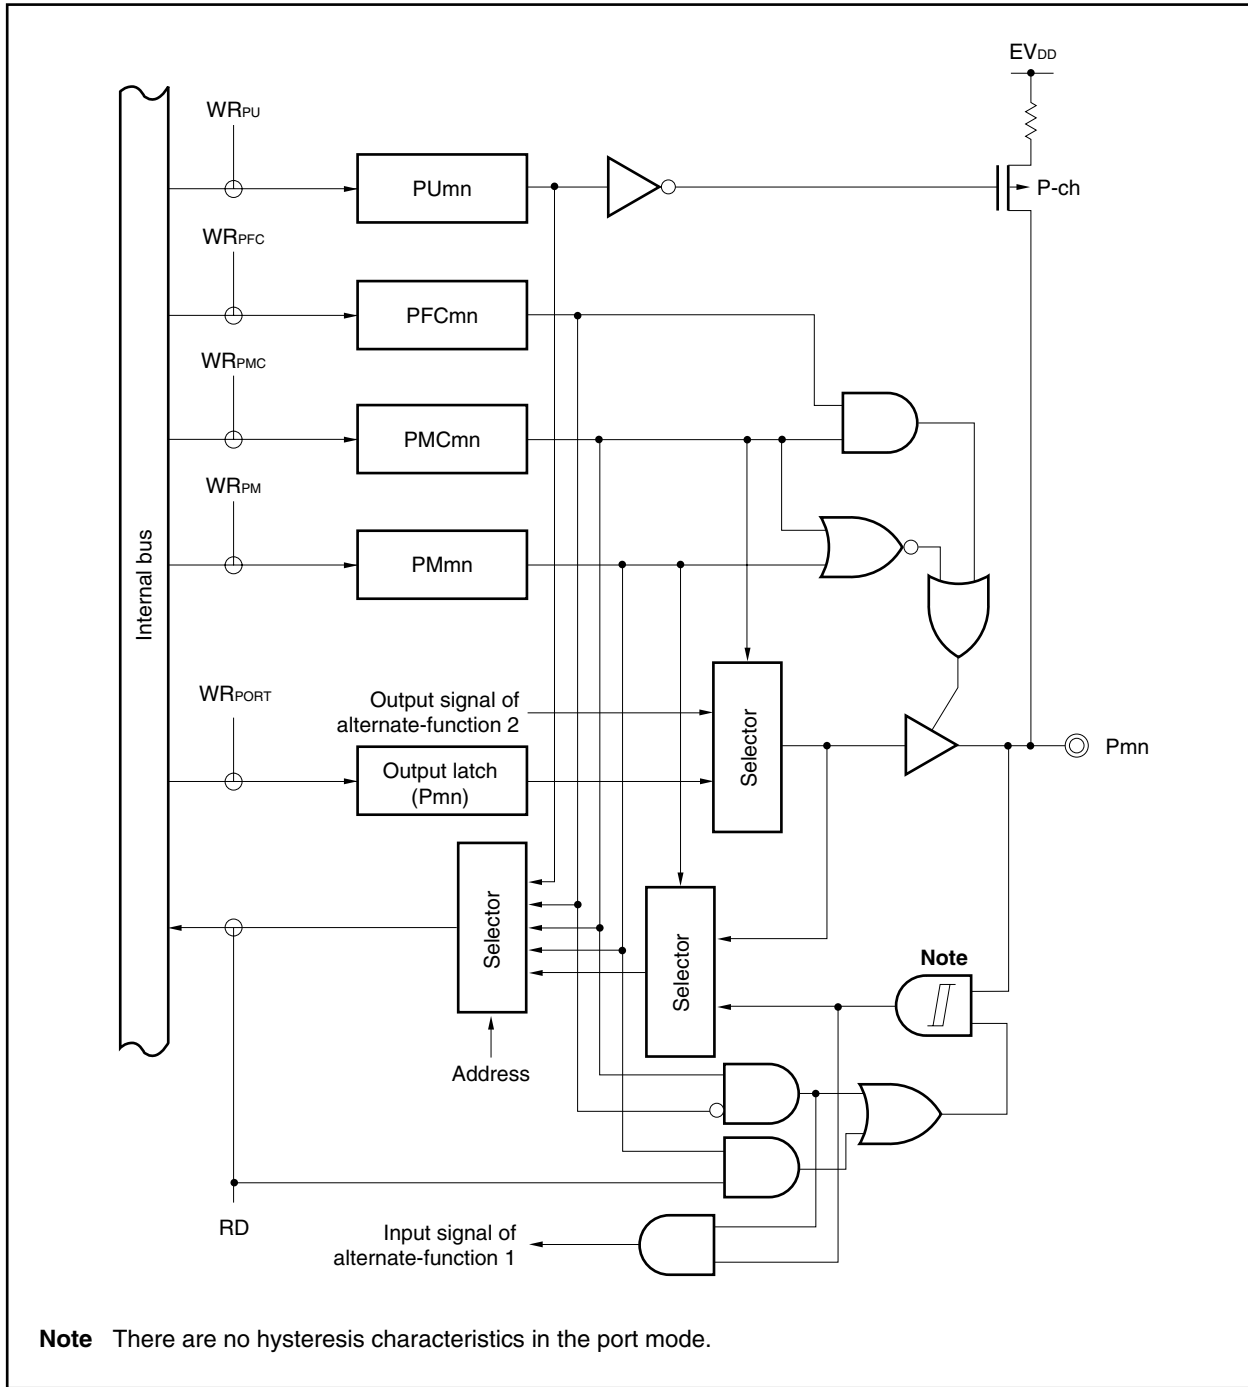 EVDD
WRPU
PUmn
P-ch
WRPFC
PFCmn
WRPMC
PMCmn
WRPM
PMmn
Internal bus
WRPORT
Output signal of
alternate-function 2
Selector
Pmn
Output latch
(Pmn)
Selector
Selector
Note
Address
RD
Input signal of
alternate-function 1
Note There are no hysteresis characteristics in the port mode.